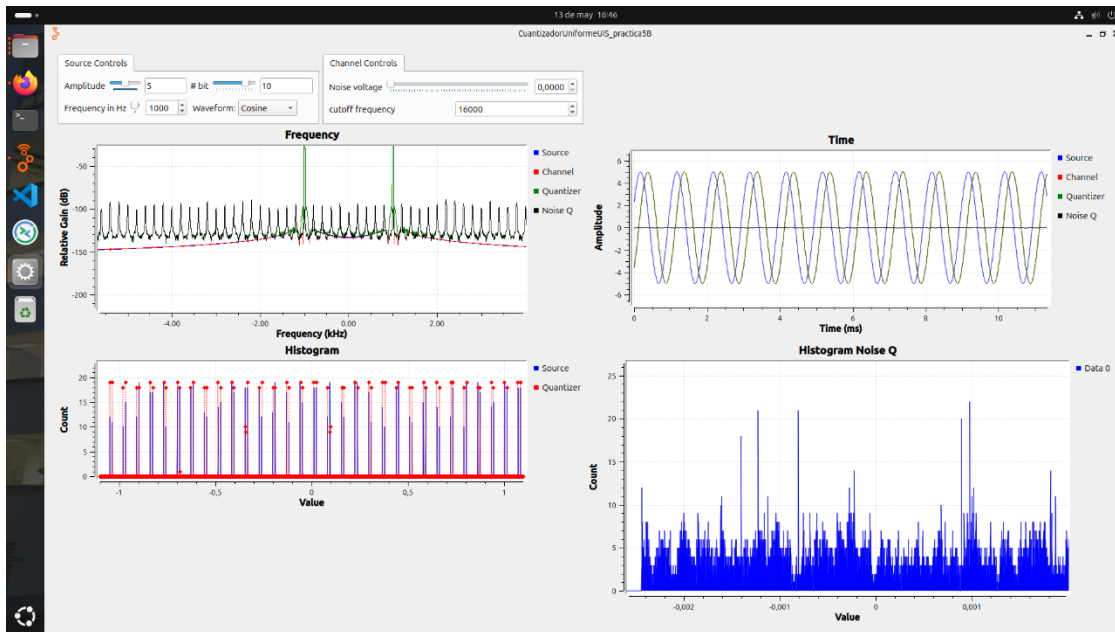 13 de may 16:46
CuantizadorUniformeUIS_practica5B
Source Controls
Amplitude 5 # bit 10
Frequency in Hz 1000 Waveform: Cosine
Channel Controls
Noise voltage 0,0000
cutoff frequency 16000
Frequency
Relative Gain (dB)
-50
-100
-150
-200
-4.00 -2.00 0.00 2.00
Frequency (kHz)
Source
Channel
Quantizer
Noise Q
Time
Amplitude
6
4
2
0
-2
-4
-6
0 2 4 6 8 10
Time (ms)
Source
Channel
Quantizer
Noise Q
Histogram
Count
20
15
10
5
0
-1 -0,5 0 0,5 1
Value
Source
Quantizer
Histogram Noise Q
Count
25
20
15
10
5
0
-0,002 -0,001 0 0,001
Value
Data 0